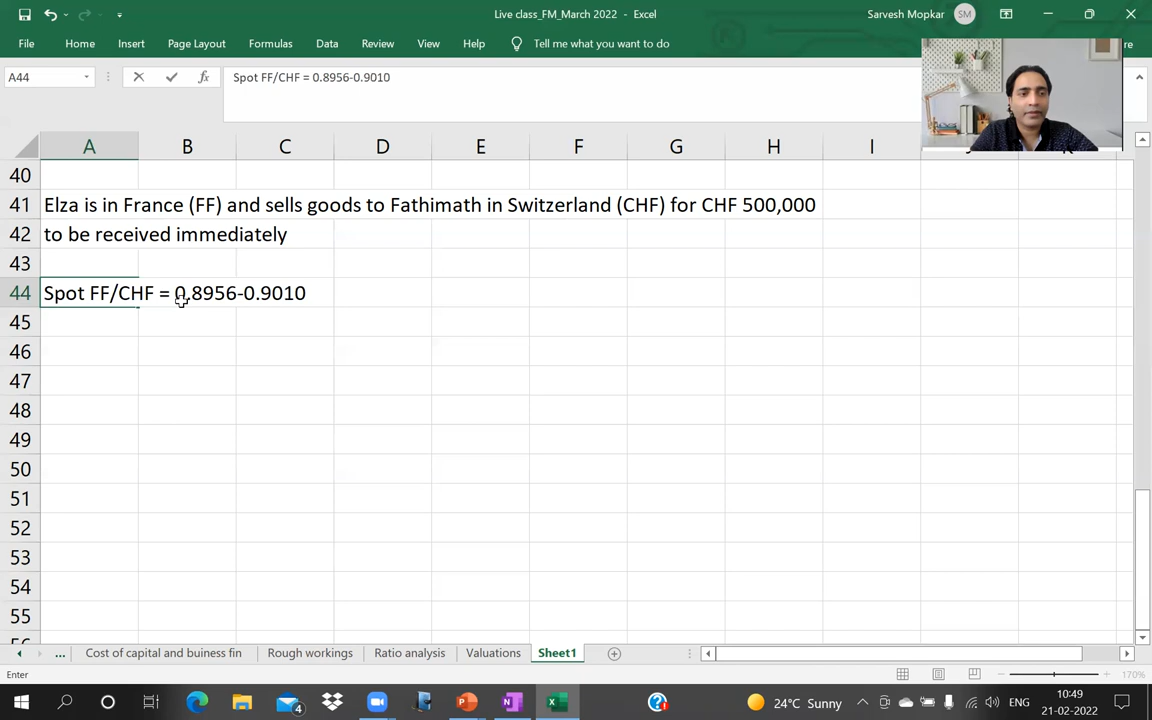 Live class_FM_March 2022 - Excel
Sarvesh Mopkar
SM
File Home Insert Page Layout Formulas Data Review View Help Tell me what you want to do
re
A44
fx
Spot FF/CHF = 0.8956-0.9010
A B C D E F G H I
40
41 Elza is in France (FF) and sells goods to Fathimath in Switzerland (CHF) for CHF 500,000
42 to be received immediately
43
44 Spot FF/CHF = 0.8956-0.9010
45
46
47
48
49
50
51
52
53
54
55
... Cost of capital and buiness fin Rough workings Ratio analysis Valuations Sheet1
Enter
170%
4
24°C Sunny
ENG
10:49
21-02-2022